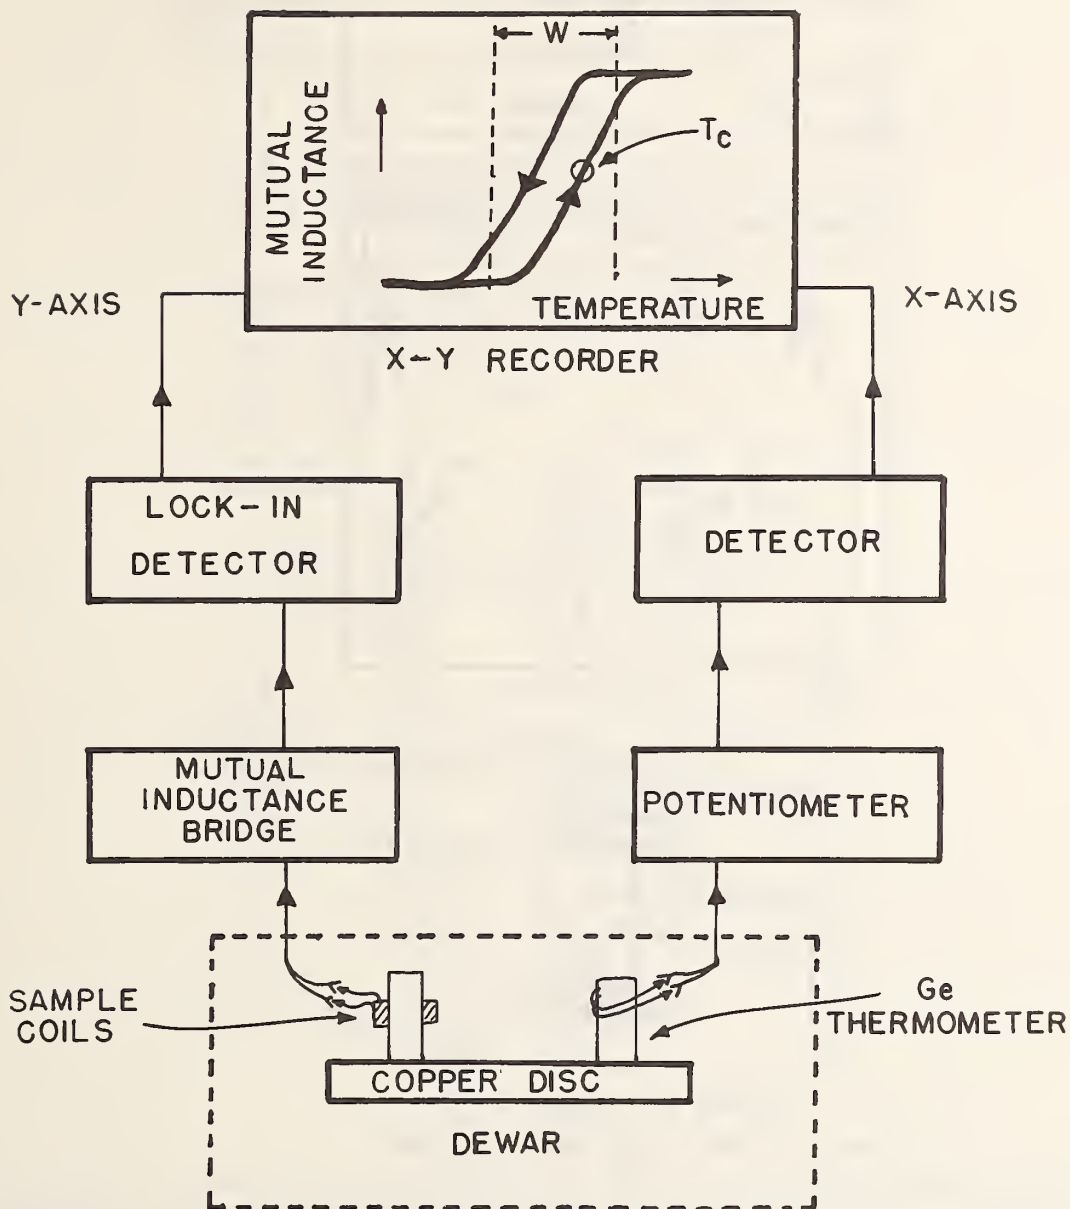 W
MUTUAL
INDUCTANCE
Tc
TEMPERATURE
Y-AXIS
X-AXIS
X-Y RECORDER
LOCK-IN
DETECTOR
DETECTOR
MUTUAL
INDUCTANCE
BRIDGE
POTENTIOMETER
SAMPLE
COILS
Ge
THERMOMETER
COPPER DISC
DEWAR